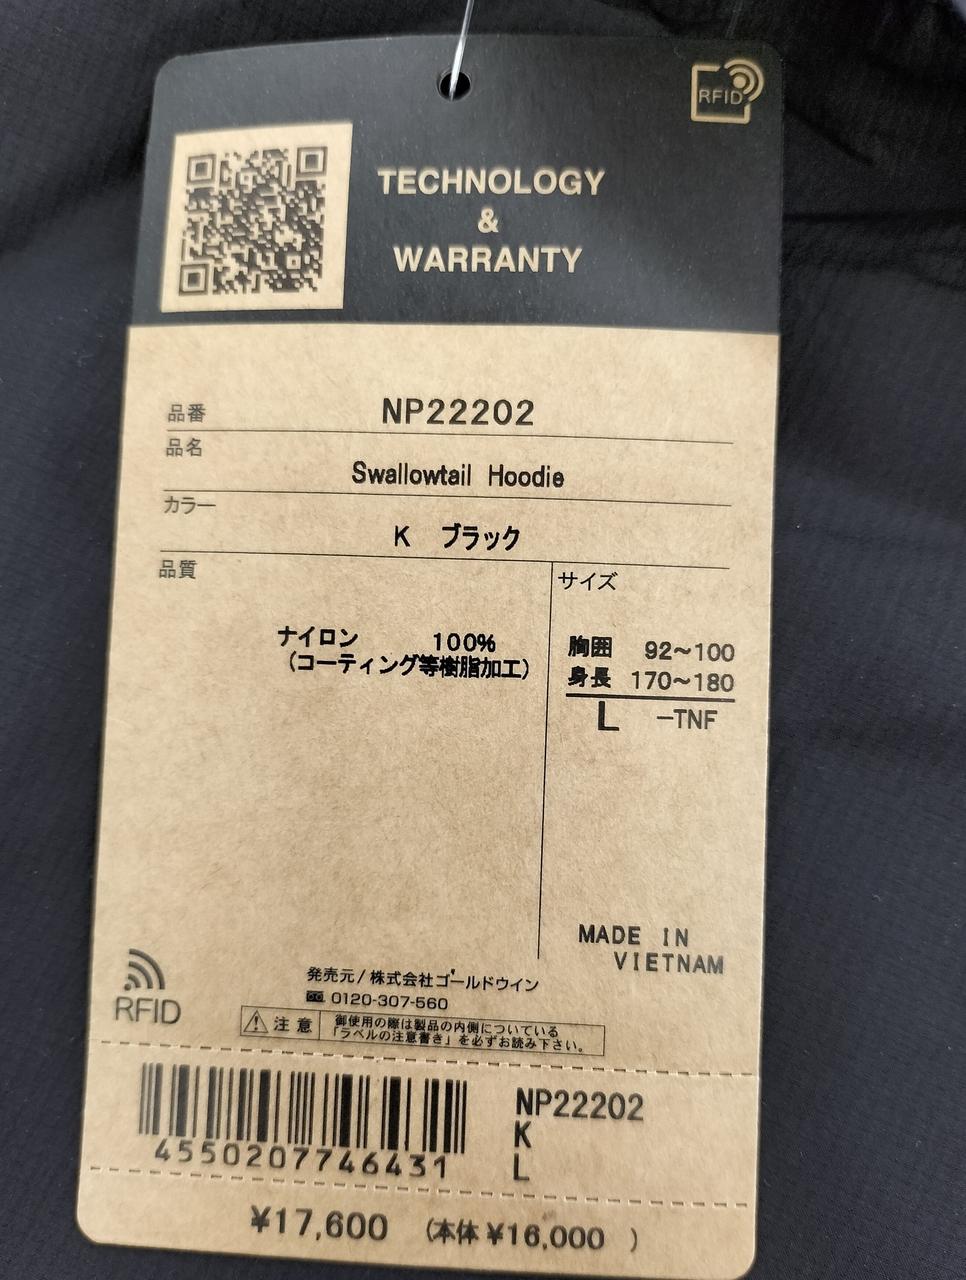 RFID
TECHNOLOGY
&
WARRANTY
品番 NP22202
品名
Swallowtail Hoodie
カラー
K ブラック
品質
ナイロン 100%
(コーティング等樹脂加工)
サイズ
胸囲 92~100
身長 170~180
L -TNF
MADE IN
VIETNAM
RFID
発売元/株式会社ゴールドウイン
0120-307-560
注意
御使用の際は製品の内側についている
「ラベルの注意書き」を必ずお読み下さい。
4550207746431
NP22202
K
L
¥17,600 (本体 ¥16,000 )